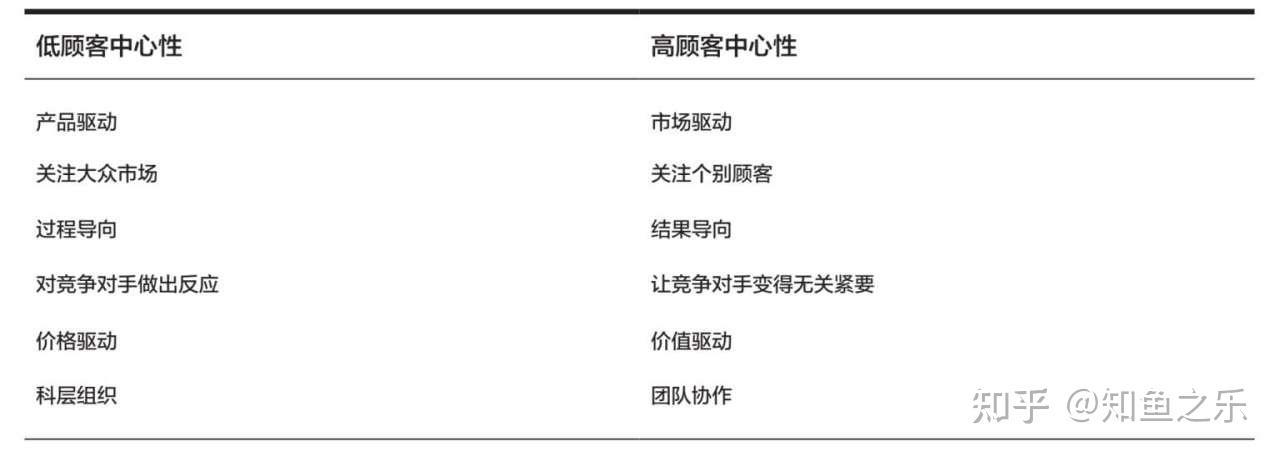 低顾客中心性 高顾客中心性
产品驱动 市场驱动
关注大众市场 关注个别顾客
过程导向 结果导向
对竞争对手做出反应 让竞争对手变得无关紧要
价格驱动 价值驱动
科层组织 团队协作
知乎 @知鱼之乐